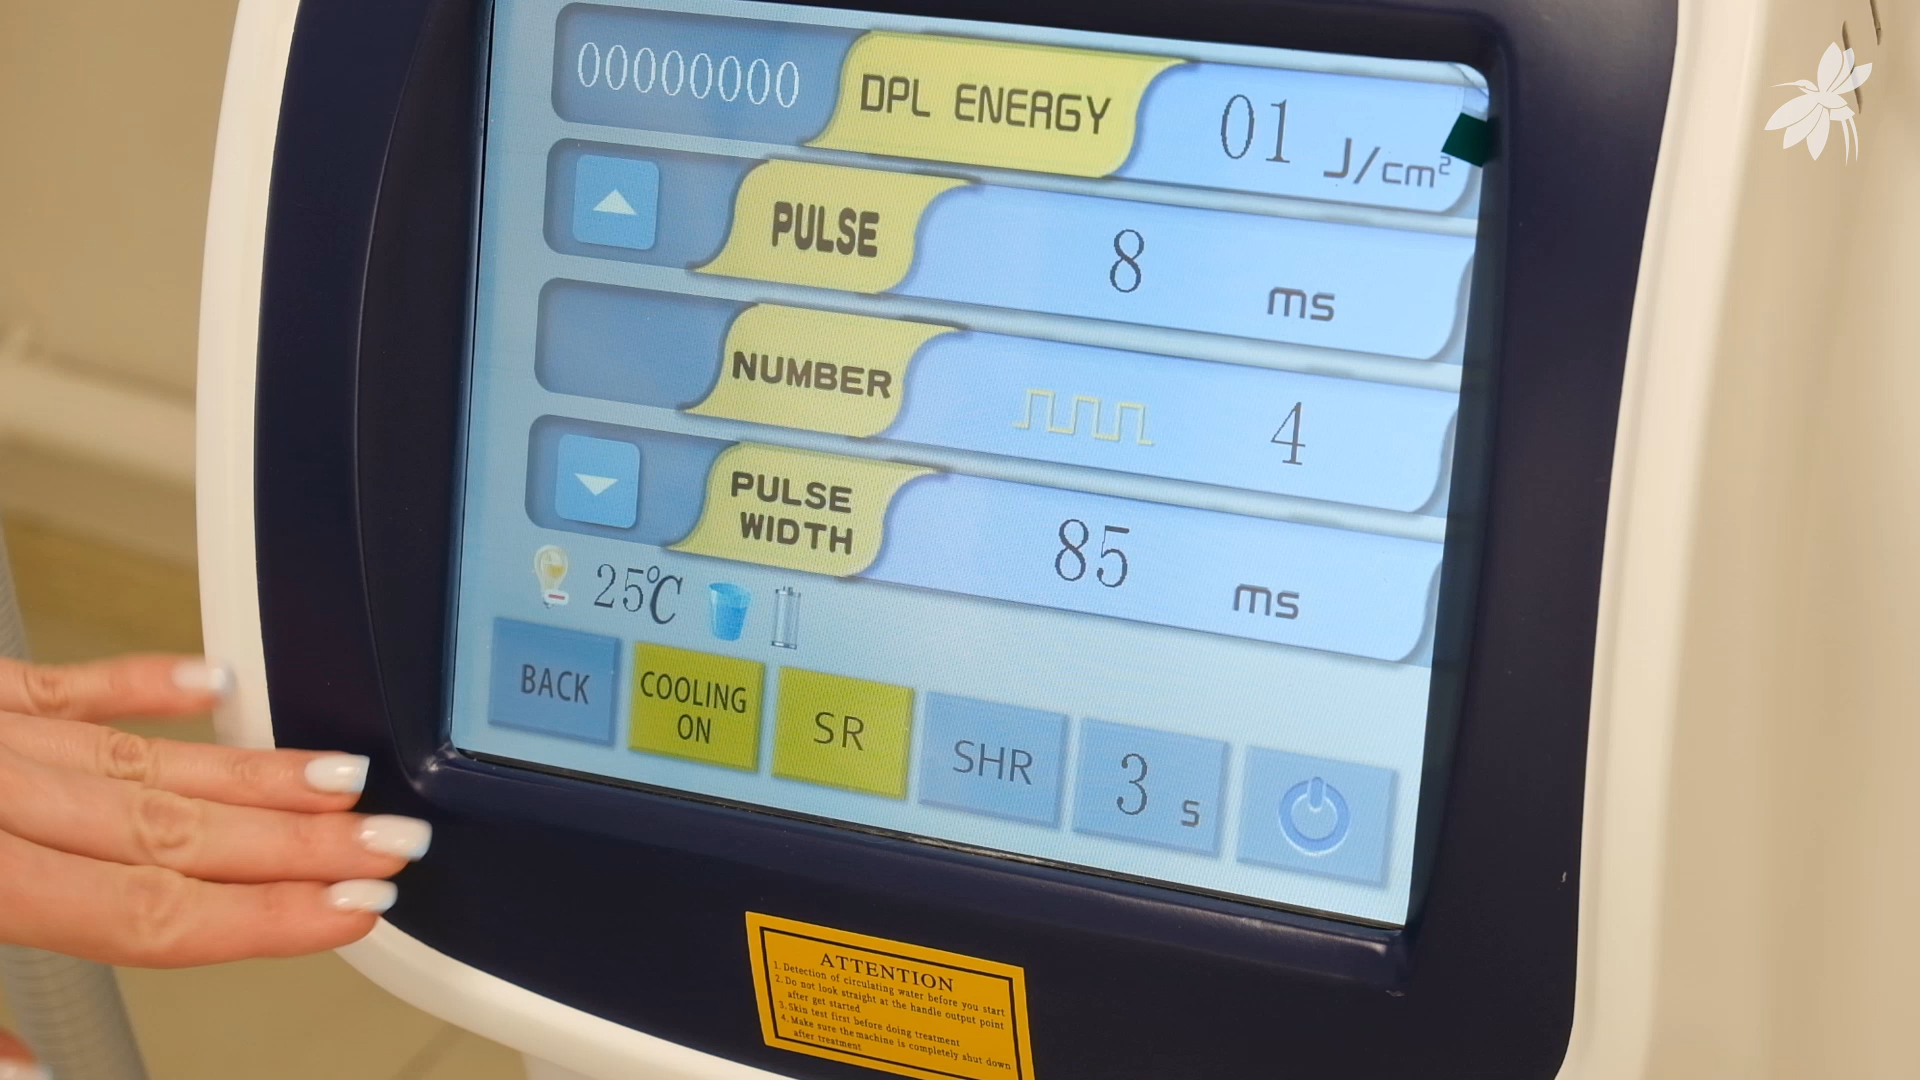 00000000 DPL ENERGY 01 J/cm²
PULSE 8 ms
NUMBER 4
PULSE
WIDTH 85 ms
25℃
BACK COOLING
ON SR SHR 3 s
ATTENTION
1. Detection of circulating water before you start
2. Do not look straight at the handle output point
after get started
3. Skin test first before doing treatment
4. Make sure the machine is completely shut down
after treatment